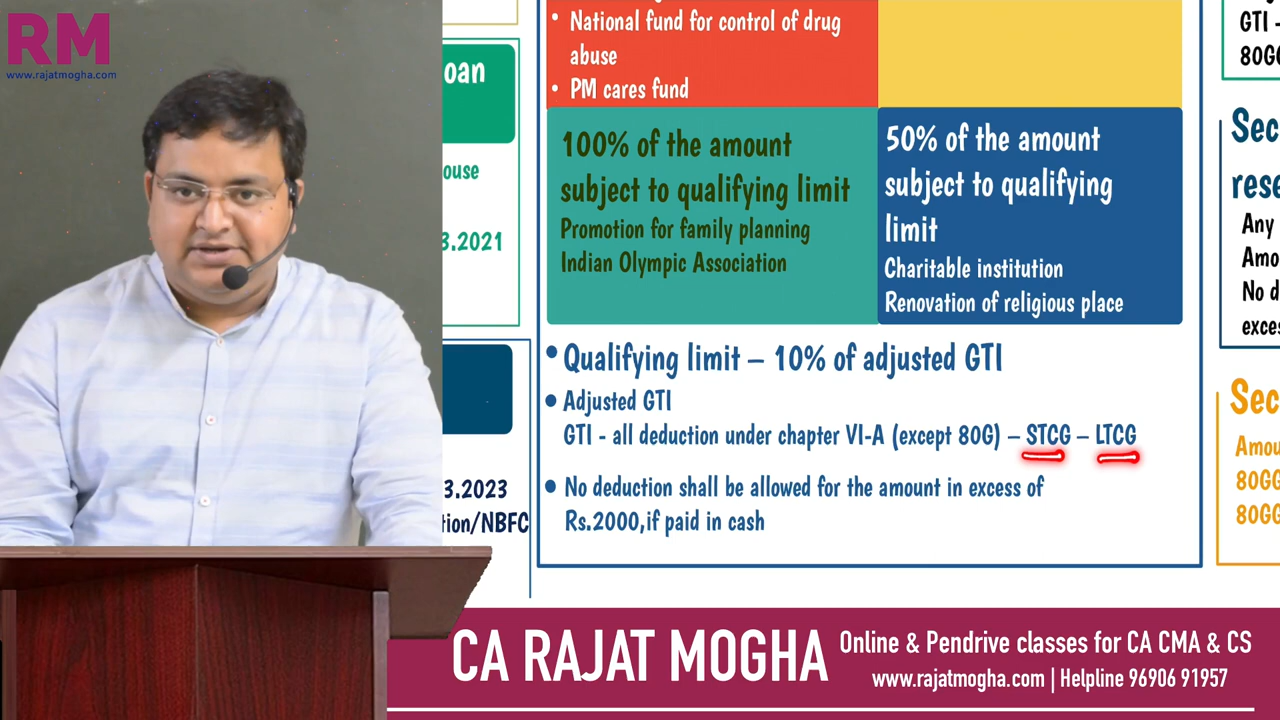 RM
www.rajatmogha.com
oan
ouse
3.2021
3.2023
tion/NBFC
• National fund for control of drug
abuse
• PM cares fund
100% of the amount
subject to qualifying limit
Promotion for family planning
Indian Olympic Association
50% of the amount
subject to qualifying
limit
Charitable institution
Renovation of religious place
• Qualifying limit – 10% of adjusted GTI
• Adjusted GTI
GTI - all deduction under chapter VI-A (except 80G) – STCG – LTCG
• No deduction shall be allowed for the amount in excess of
Rs.2000,if paid in cash
GTI -
80GG
Sec
rese
Any
Amo
No d
exces
Sec
Amou
80GG
80GG
CA RAJAT MOGHA
Online & Pendrive classes for CA CMA & CS
www.rajatmogha.com | Helpline 96906 91957